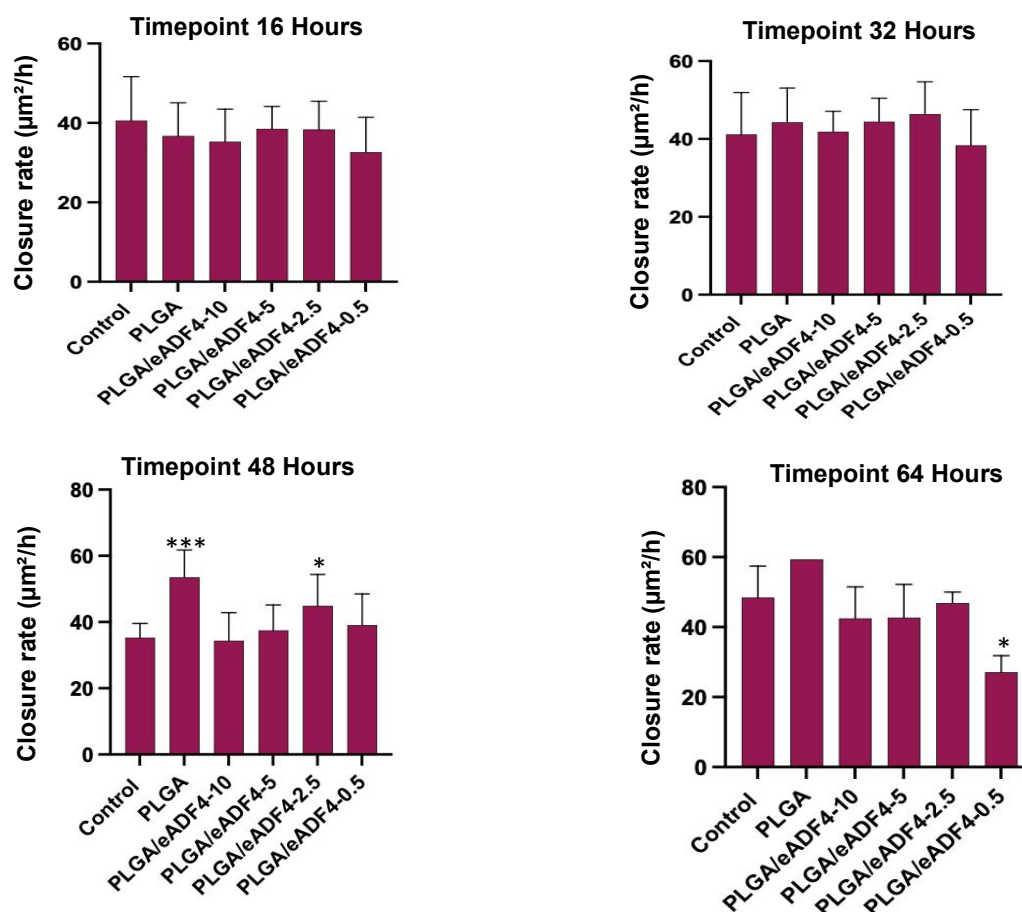 Timepoint 16 Hours
Closure rate (µm²/h)
60
40
20
0
Control
PLGA
PLGA/eADF4-10
PLGA/eADF4-5
PLGA/eADF4-2.5
PLGA/eADF4-0.5
Timepoint 32 Hours
Closure rate (µm²/h)
60
40
20
0
Control
PLGA
PLGA/eADF4-10
PLGA/eADF4-5
PLGA/eADF4-2.5
PLGA/eADF4-0.5
Timepoint 48 Hours
Closure rate (µm²/h)
80
60
40
20
0
***
*
Control
PLGA
PLGA/eADF4-10
PLGA/eADF4-5
PLGA/eADF4-2.5
PLGA/eADF4-0.5
Timepoint 64 Hours
Closure rate (µm²/h)
80
60
40
20
0
*
Control
PLGA
PLGA/eADF4-10
PLGA/eADF4-5
PLGA/eADF4-2.5
PLGA/eADF4-0.5